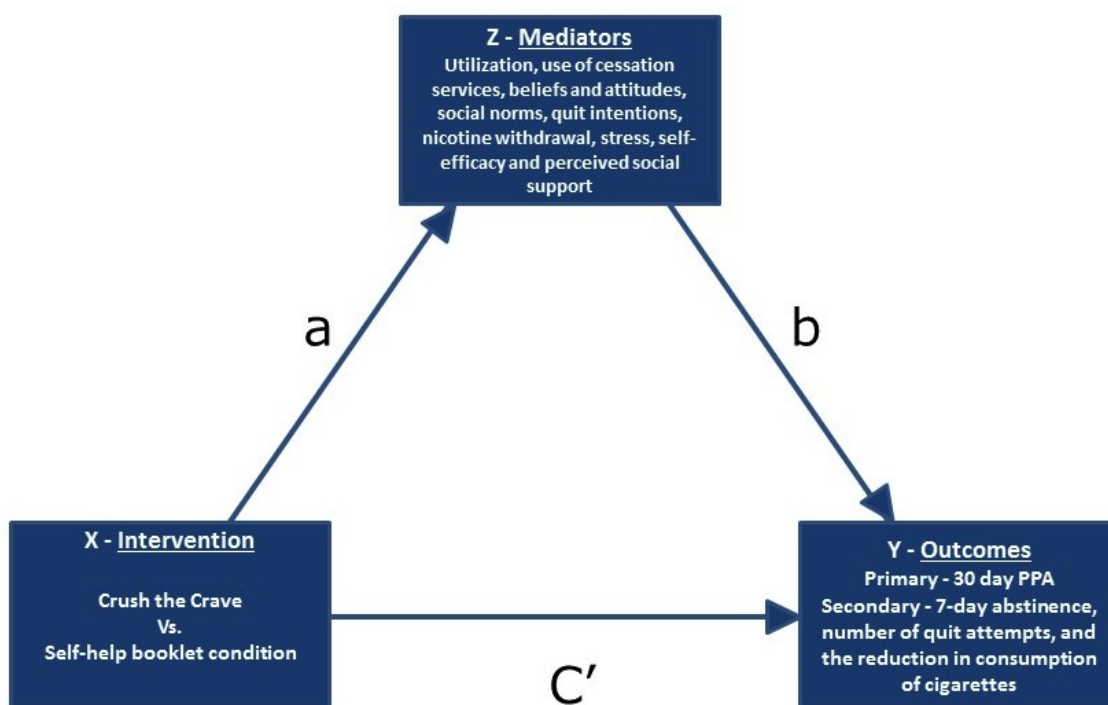 Z - Mediators
Utilization, use of cessation
services, beliefs and attitudes,
social norms, quit intentions,
nicotine withdrawal, stress, self-
efficacy and perceived social
support
a
b
X - Intervention
Crush the Crave
Vs.
Self-help booklet condition
Y - Outcomes
Primary - 30 day PPA
Secondary - 7-day abstinence,
number of quit attempts, and
the reduction in consumption
of cigarettes
C′